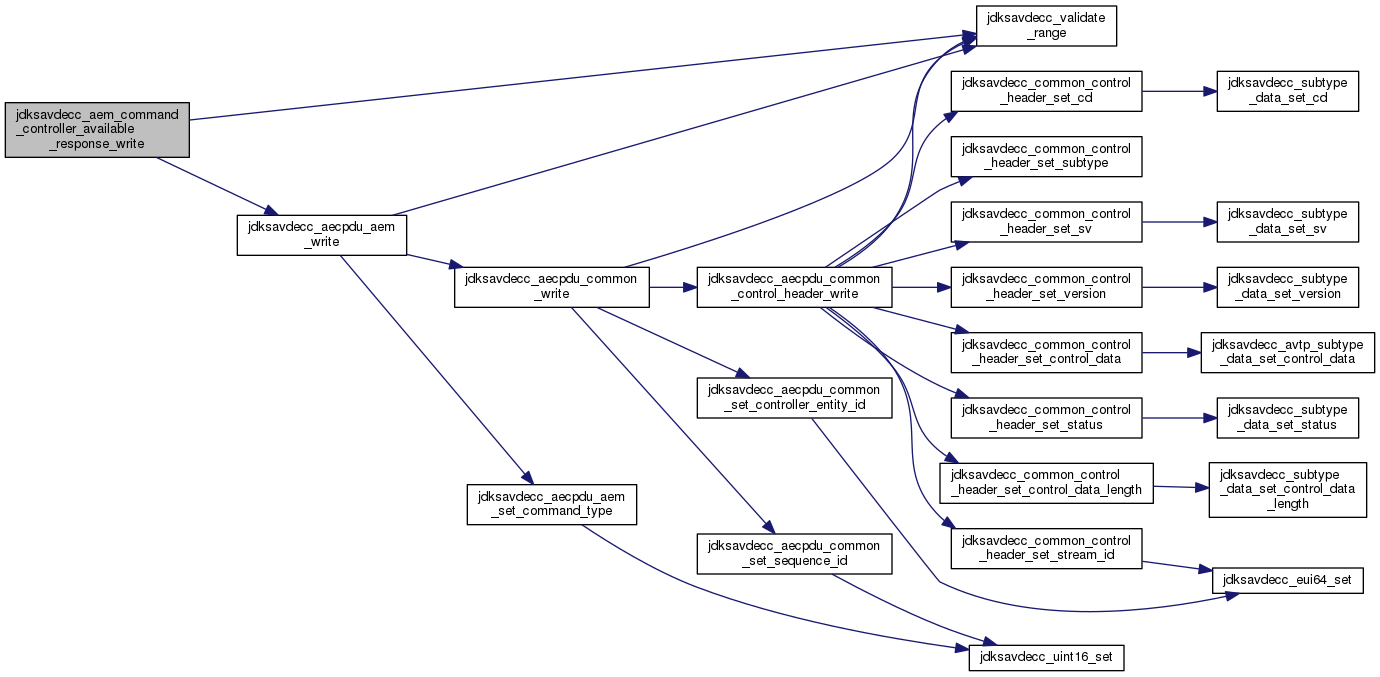 jdksavdecc_aem_command
_controller_available
_response_write
jdksavdecc_aecpdu_aem
_write
jdksavdecc_aecpdu_common
_write
jdksavdecc_aecpdu_aem
_set_command_type
jdksavdecc_aecpdu_common
_control_header_write
jdksavdecc_aecpdu_common
_set_controller_entity_id
jdksavdecc_aecpdu_common
_set_sequence_id
jdksavdecc_validate
_range
jdksavdecc_common_control
_header_set_cd
jdksavdecc_common_control
_header_set_subtype
jdksavdecc_common_control
_header_set_sv
jdksavdecc_common_control
_header_set_version
jdksavdecc_common_control
_header_set_control_data
jdksavdecc_common_control
_header_set_status
jdksavdecc_common_control
_header_set_control_data_length
jdksavdecc_common_control
_header_set_stream_id
jdksavdecc_uint16_set
jdksavdecc_subtype
_data_set_cd
jdksavdecc_subtype
_data_set_sv
jdksavdecc_subtype
_data_set_version
jdksavdecc_avtp_subtype
_data_set_control_data
jdksavdecc_subtype
_data_set_status
jdksavdecc_subtype
_data_set_control_data
_length
jdksavdecc_eui64_set